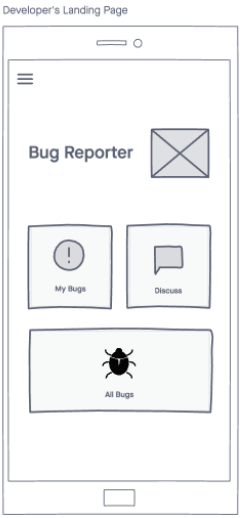 Developer's Landing Page
Bug Reporter
My Bugs
Discuss
All Bugs